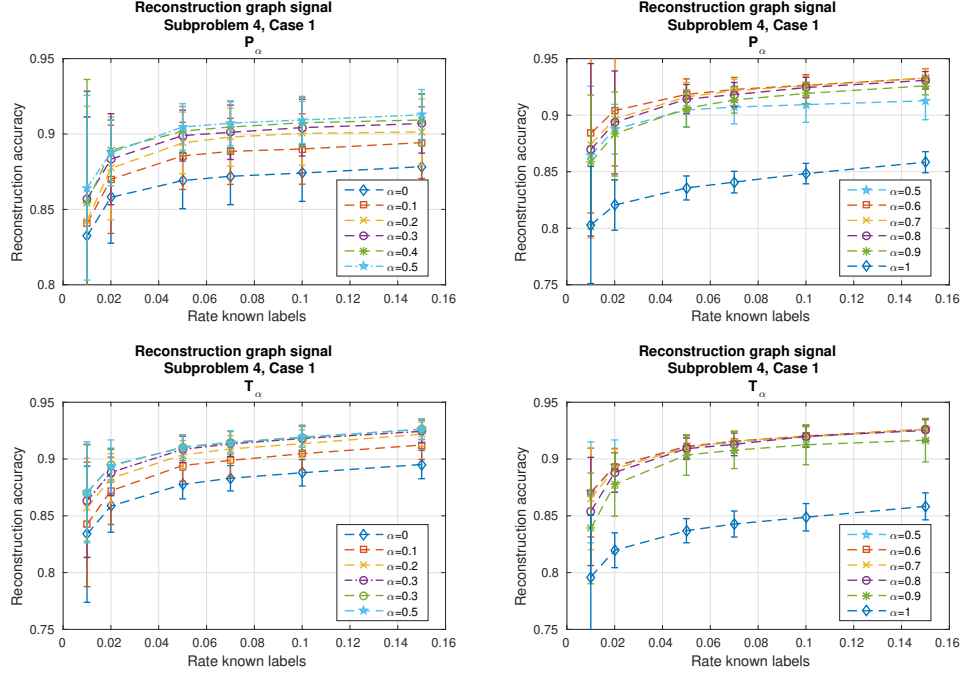 Reconstruction graph signal
Subproblem 4, Case 1
P α
Reconstruction accuracy
0.95
0.9
0.85
0.8
0 0.02 0.04 0.06 0.08 0.1 0.12 0.14 0.16
Rate known labels
α=0
α=0.1
α=0.2
α=0.3
α=0.4
α=0.5
Reconstruction graph signal
Subproblem 4, Case 1
P α
Reconstruction accuracy
0.95
0.9
0.85
0.8
0.75
0 0.02 0.04 0.06 0.08 0.1 0.12 0.14 0.16
Rate known labels
α=0.5
α=0.6
α=0.7
α=0.8
α=0.9
α=1
Reconstruction graph signal
Subproblem 4, Case 1
T α
Reconstruction accuracy
0.95
0.9
0.85
0.8
0.75
0 0.02 0.04 0.06 0.08 0.1 0.12 0.14 0.16
Rate known labels
α=0
α=0.1
α=0.2
α=0.3
α=0.3
α=0.5
Reconstruction graph signal
Subproblem 4, Case 1
T α
Reconstruction accuracy
0.95
0.9
0.85
0.8
0.75
0 0.02 0.04 0.06 0.08 0.1 0.12 0.14 0.16
Rate known labels
α=0.5
α=0.6
α=0.7
α=0.8
α=0.9
α=1